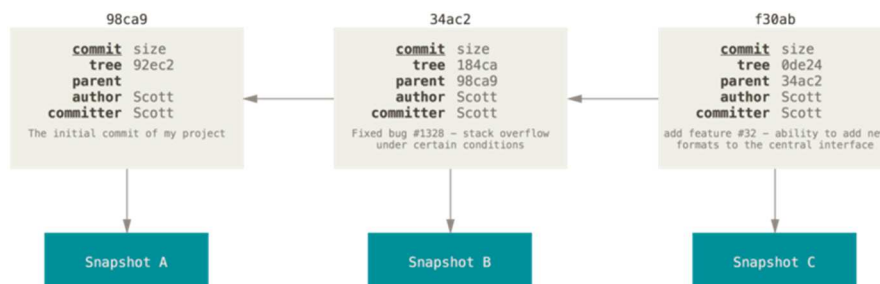 98ca9
commit size
tree 92ec2
parent
author Scott
committer Scott
The initial commit of my project
Snapshot A
34ac2
commit size
tree 184ca
parent 98ca9
author Scott
committer Scott
Fixed bug #1328 – stack overflow
under certain conditions
Snapshot B
f30ab
commit size
tree 0de24
parent 34ac2
author Scott
committer Scott
add feature #32 – ability to add ne
formats to the central interface
Snapshot C